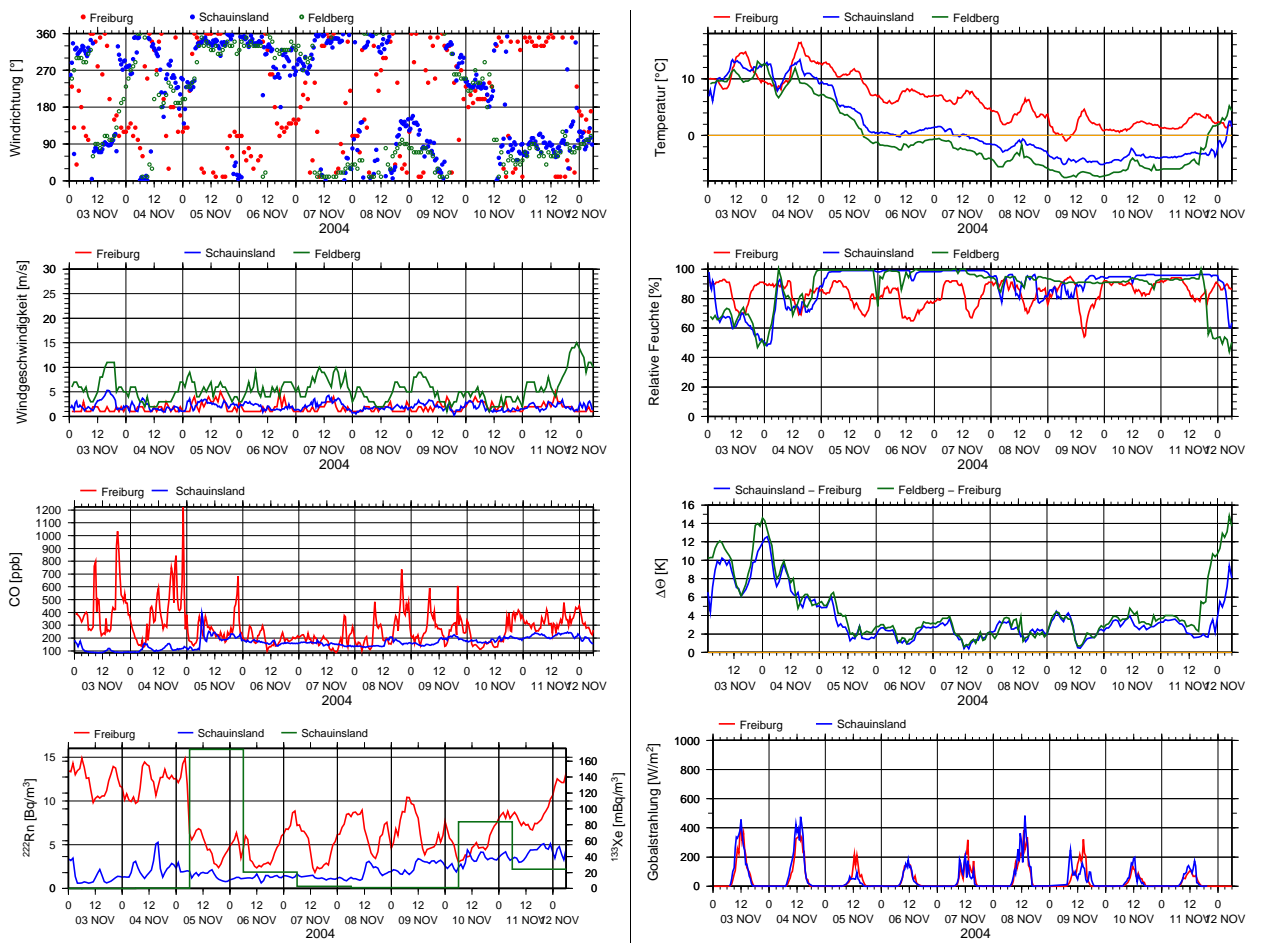 Freiburg Schauinsland Feldberg
Windrichtung [°]
360
270
180
90
0
0 12 0 12 0 12 0 12 0 12 0 12 0 12 0 12 0 12 0
03 NOV 04 NOV 05 NOV 06 NOV 07 NOV 08 NOV 09 NOV 10 NOV 11 NOV 12 NOV
2004
Freiburg Schauinsland Feldberg
Windgeschwindigkeit [m/s]
30
25
20
15
10
5
0
0 12 0 12 0 12 0 12 0 12 0 12 0 12 0 12 0 12 0
03 NOV 04 NOV 05 NOV 06 NOV 07 NOV 08 NOV 09 NOV 10 NOV 11 NOV 12 NOV
2004
Freiburg Schauinsland
CO [ppb]
1200
1100
1000
900
800
700
600
500
400
300
200
100
0 12 0 12 0 12 0 12 0 12 0 12 0 12 0 12 0 12 0
03 NOV 04 NOV 05 NOV 06 NOV 07 NOV 08 NOV 09 NOV 10 NOV 11 NOV 12 NOV
2004
Freiburg Schauinsland Schauinsland
²²²Rn [Bq/m³]
15
10
5
0
160
140
120
100
80
60
40
20
0
¹³³Xe [mBq/m³]
0 12 0 12 0 12 0 12 0 12 0 12 0 12 0 12 0 12 0
03 NOV 04 NOV 05 NOV 06 NOV 07 NOV 08 NOV 09 NOV 10 NOV 11 NOV 12 NOV
2004
Freiburg Schauinsland Feldberg
Temperatur [°C]
10
0
0 12 0 12 0 12 0 12 0 12 0 12 0 12 0 12 0 12 0
03 NOV 04 NOV 05 NOV 06 NOV 07 NOV 08 NOV 09 NOV 10 NOV 11 NOV 12 NOV
2004
Freiburg Schauinsland Feldberg
Relative Feuchte [%]
100
80
60
40
20
0
0 12 0 12 0 12 0 12 0 12 0 12 0 12 0 12 0 12 0
03 NOV 04 NOV 05 NOV 06 NOV 07 NOV 08 NOV 09 NOV 10 NOV 11 NOV 12 NOV
2004
Schauinsland – Freiburg Feldberg – Freiburg
ΔΘ [K]
16
14
12
10
8
6
4
2
0
0 12 0 12 0 12 0 12 0 12 0 12 0 12 0 12 0 12 0
03 NOV 04 NOV 05 NOV 06 NOV 07 NOV 08 NOV 09 NOV 10 NOV 11 NOV 12 NOV
2004
Freiburg Schauinsland
Gobalstrahlung [W/m²]
1000
800
600
400
200
0
0 12 0 12 0 12 0 12 0 12 0 12 0 12 0 12 0 12 0
03 NOV 04 NOV 05 NOV 06 NOV 07 NOV 08 NOV 09 NOV 10 NOV 11 NOV 12 NOV
2004